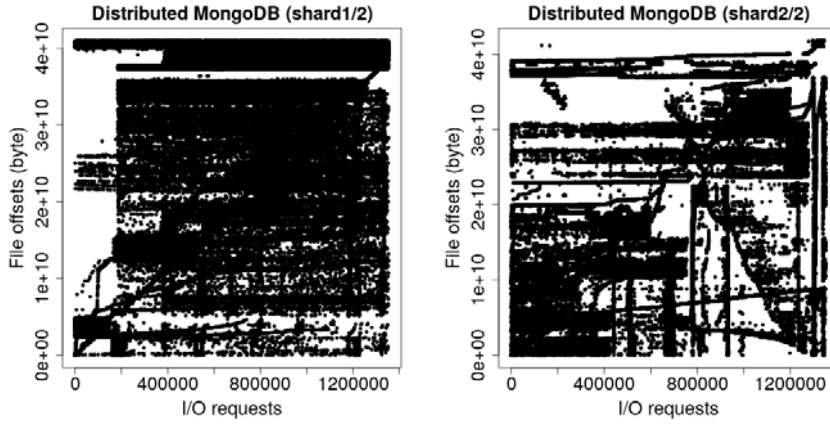 Distributed MongoDB (shard1/2)
File offsets (byte)
4e+10
3e+10
2e+10
1e+10
0e+00
0
400000
800000
1200000
I/O requests
Distributed MongoDB (shard2/2)
File offsets (byte)
4e+10
3e+10
2e+10
1e+10
0e+00
0
400000
800000
1200000
I/O requests